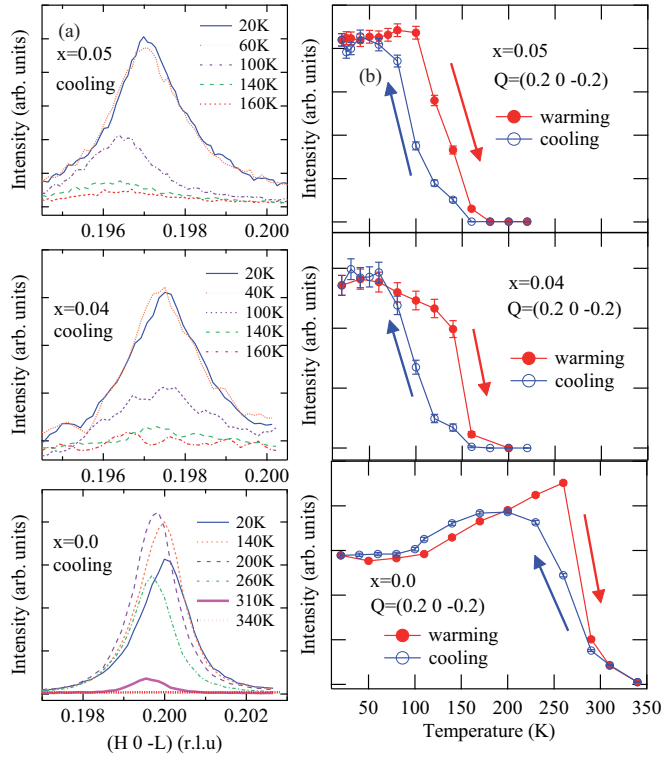 (a)
x=0.05
cooling
20K
60K
100K
140K
160K
Intensity (arb. units)
0.196 0.198 0.200
x=0.04
cooling
20K
40K
100K
140K
160K
Intensity (arb. units)
0.196 0.198 0.200
x=0.0
cooling
20K
140K
200K
260K
310K
340K
Intensity (arb. units)
0.198 0.200 0.202
(H 0 -L) (r.l.u)
(b)
x=0.05
Q=(0.2 0 -0.2)
warming
cooling
Intensity (arb. units)
x=0.04
Q=(0.2 0 -0.2)
warming
cooling
Intensity (arb. units)
x=0.0
Q=(0.2 0 -0.2)
warming
cooling
Intensity (arb. units)
50 100 150 200 250 300 350
Temperature (K)